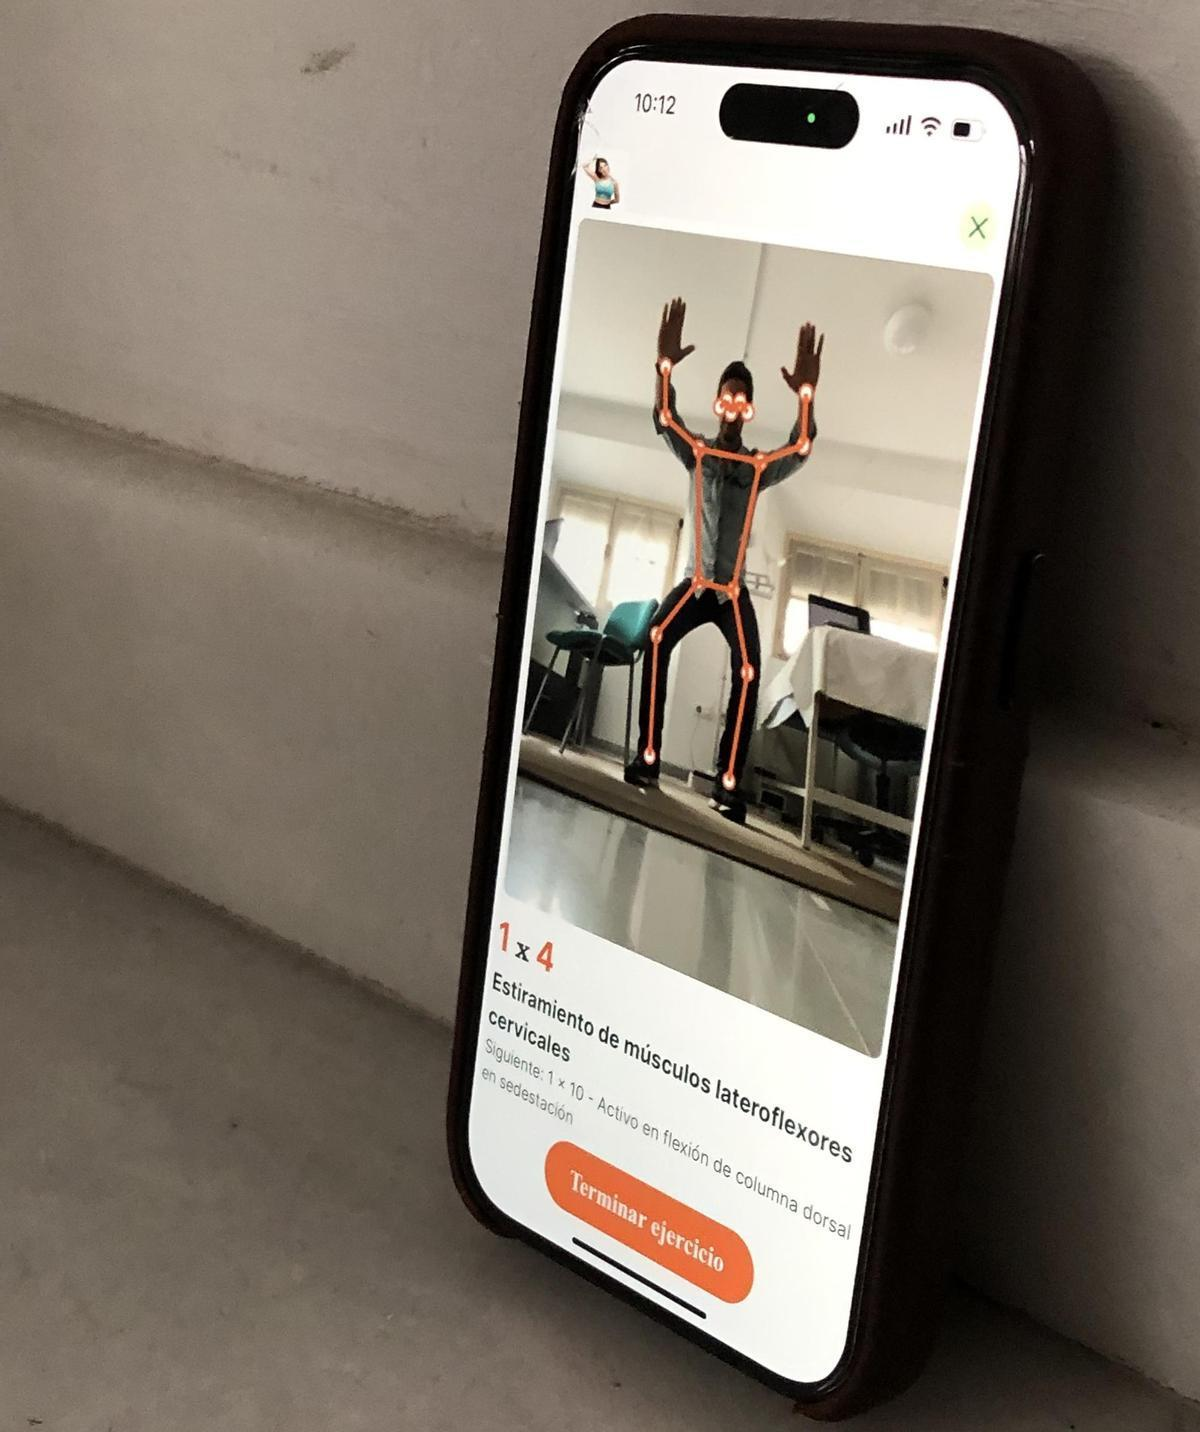 10:12
1 x 4
Estiramiento de músculos lateroflexores
cervicales
Siguiente: 1 × 10 - Activo en flexión de columna dorsal
en sedestación
Terminar ejercicio